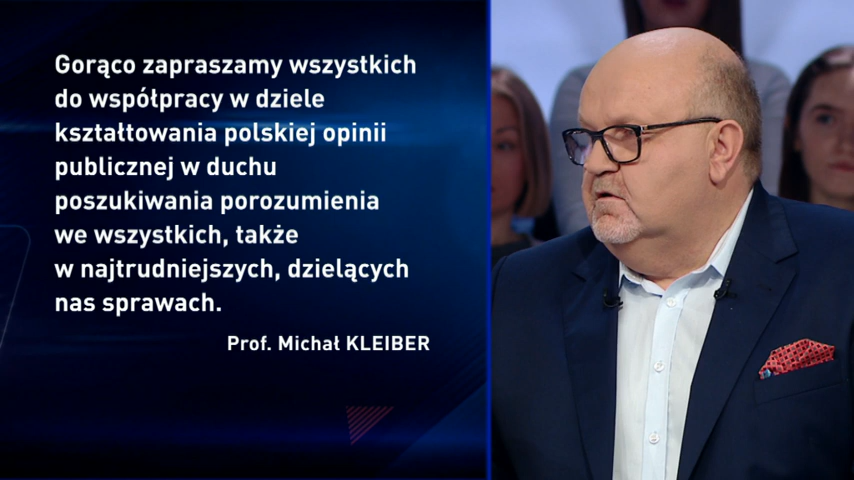 Gorąco zapraszamy wszystkich
do współpracy w dziele
kształtowania polskiej opinii
publicznej w duchu
poszukiwania porozumienia
we wszystkich, także
w najtrudniejszych, dzielących
nas sprawach.
Prof. Michał KLEIBER